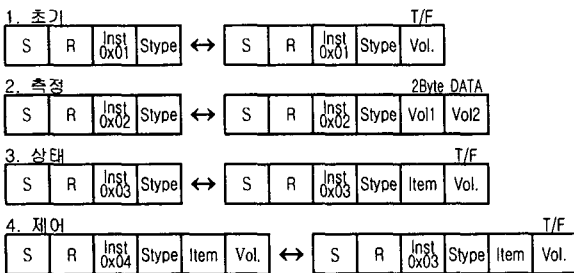 1. 초기 T/F
S R Inst 0x01 Stype ↔ S R Inst 0x01 Stype Vol.
2. 측정 2Byte DATA
S R Inst 0x02 Stype ↔ S R Inst 0x02 Stype Vol1 Vol2
3. 상태 T/F
S R Inst 0x03 Stype ↔ S R Inst 0x03 Stype Item Vol.
4. 제어 T/F
S R Inst 0x04 Stype Item Vol. ↔ S R Inst 0x03 Stype Item Vol.